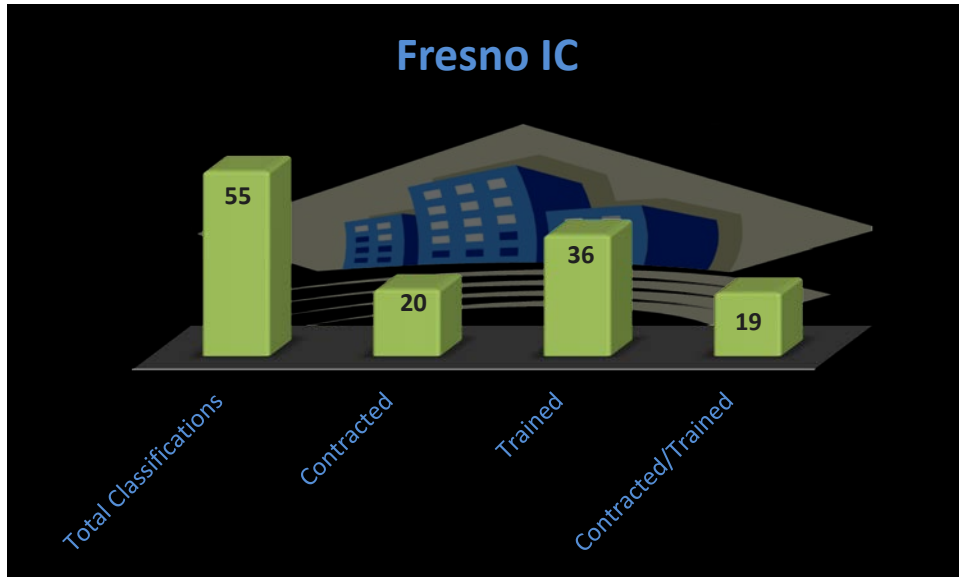 Fresno IC
55
20
36
19
Total Classifications
Contracted
Trained
Contracted/Trained